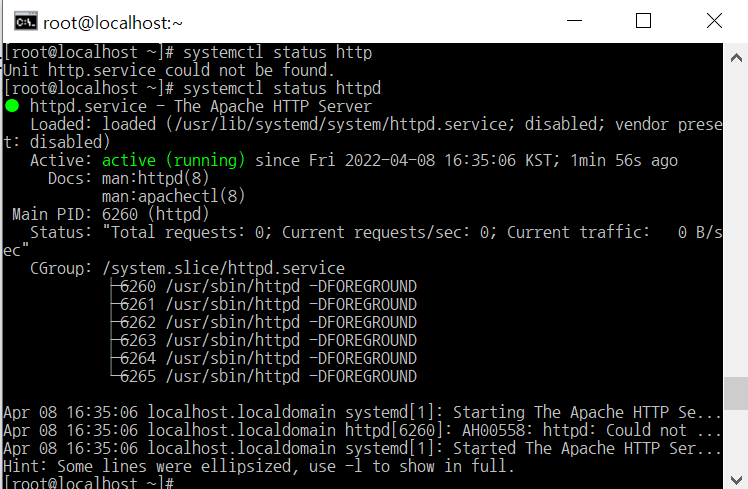 root@localhost:~
[root@localhost ~]# systemctl status http
Unit http.service could not be found.
[root@localhost ~]# systemctl status httpd
● httpd.service - The Apache HTTP Server
   Loaded: loaded (/usr/lib/systemd/system/httpd.service; disabled; vendor prese
t: disabled)
   Active: active (running) since Fri 2022-04-08 16:35:06 KST; 1min 56s ago
     Docs: man:httpd(8)
           man:apachectl(8)
 Main PID: 6260 (httpd)
   Status: "Total requests: 0; Current requests/sec: 0; Current traffic:   0 B/s
ec"
   CGroup: /system.slice/httpd.service
           ├─6260 /usr/sbin/httpd -DFOREGROUND
           ├─6261 /usr/sbin/httpd -DFOREGROUND
           ├─6262 /usr/sbin/httpd -DFOREGROUND
           ├─6263 /usr/sbin/httpd -DFOREGROUND
           ├─6264 /usr/sbin/httpd -DFOREGROUND
           └─6265 /usr/sbin/httpd -DFOREGROUND
Apr 08 16:35:06 localhost.localdomain systemd[1]: Starting The Apache HTTP Se...
Apr 08 16:35:06 localhost.localdomain httpd[6260]: AH00558: httpd: Could not ...
Apr 08 16:35:06 localhost.localdomain systemd[1]: Started The Apache HTTP Ser...
Hint: Some lines were ellipsized, use -l to show in full.
[root@localhost ~]#